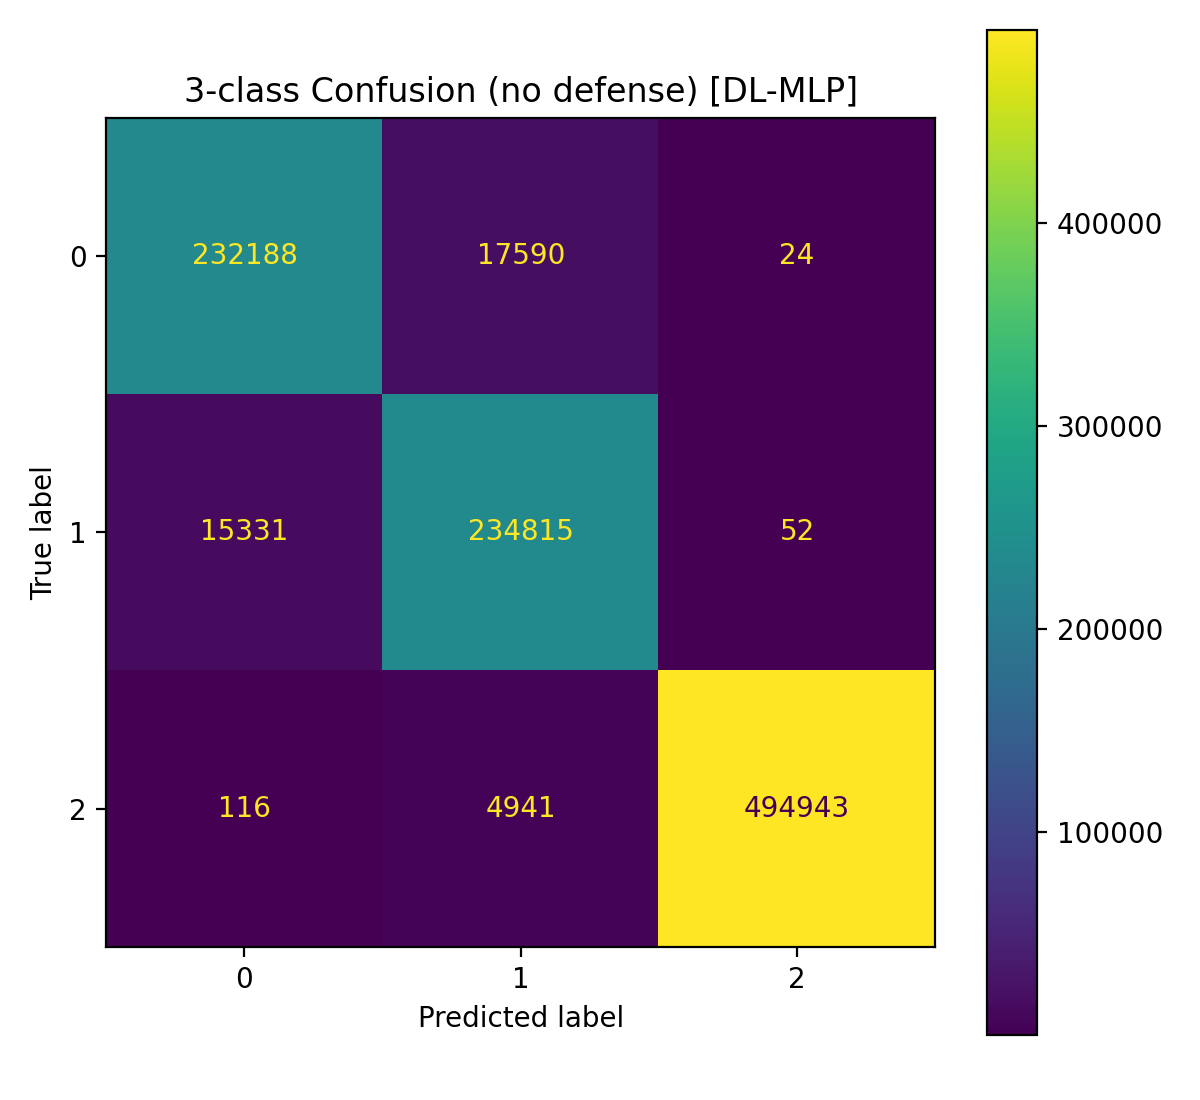 3-class Confusion (no defense) [DL-MLP]
0
232188 17590 24
1
15331 234815 52
2
116 4941 494943
0 1 2
True label
Predicted label
400000
300000
200000
100000